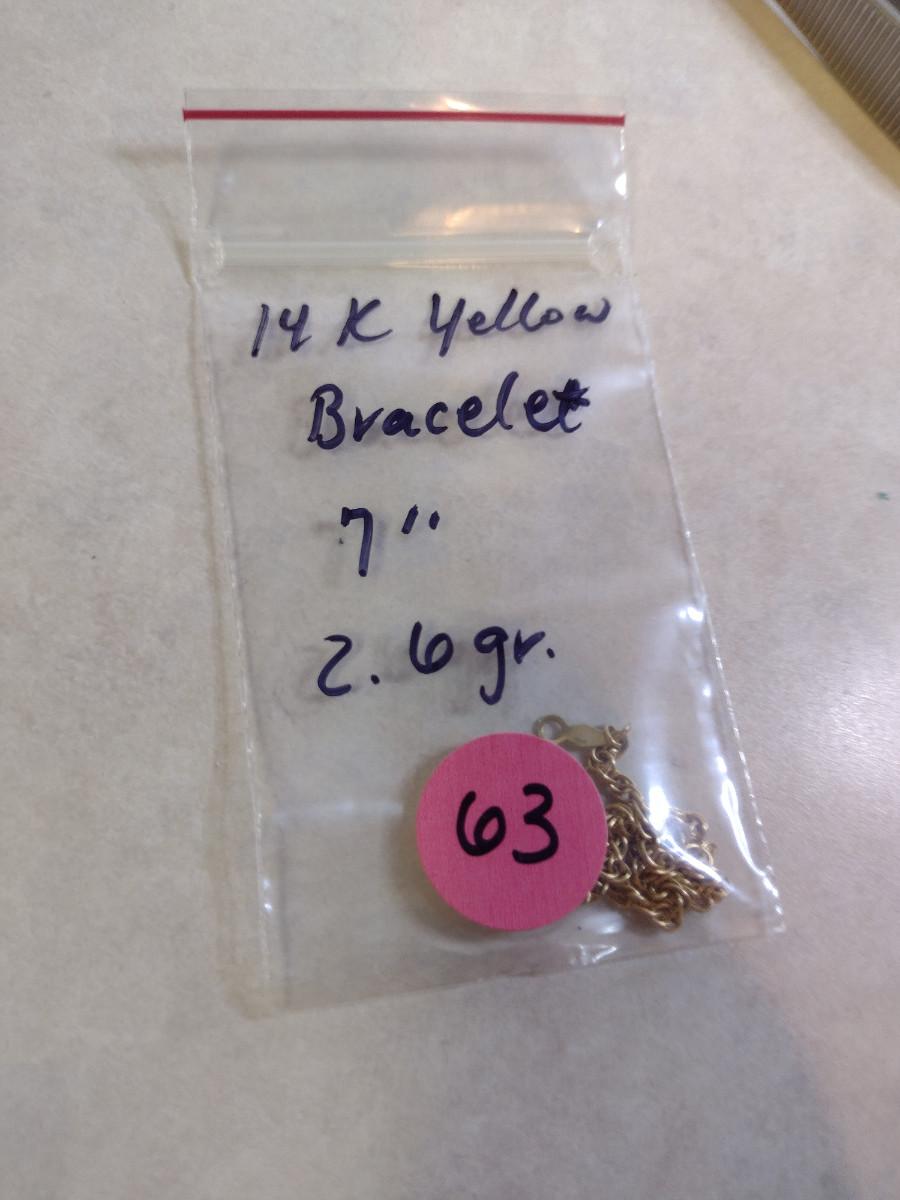 14 K Yellow
Bracelet
7"
2.6 gr.
63